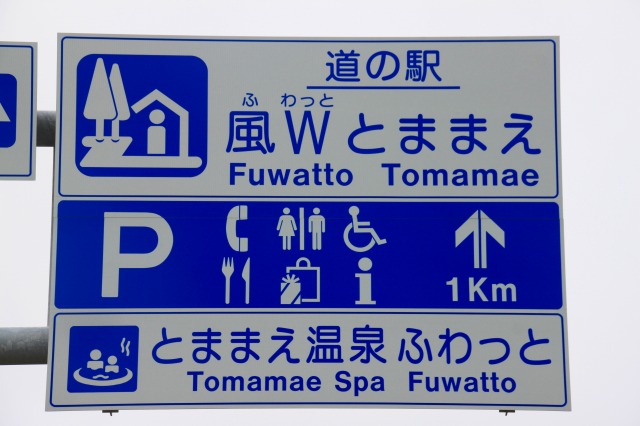 道の駅
ふ わっと
風Wとままえ
Fuwatto Tomamae
P
1Km
とままえ温泉 ふわっと
Tomamae Spa Fuwatto